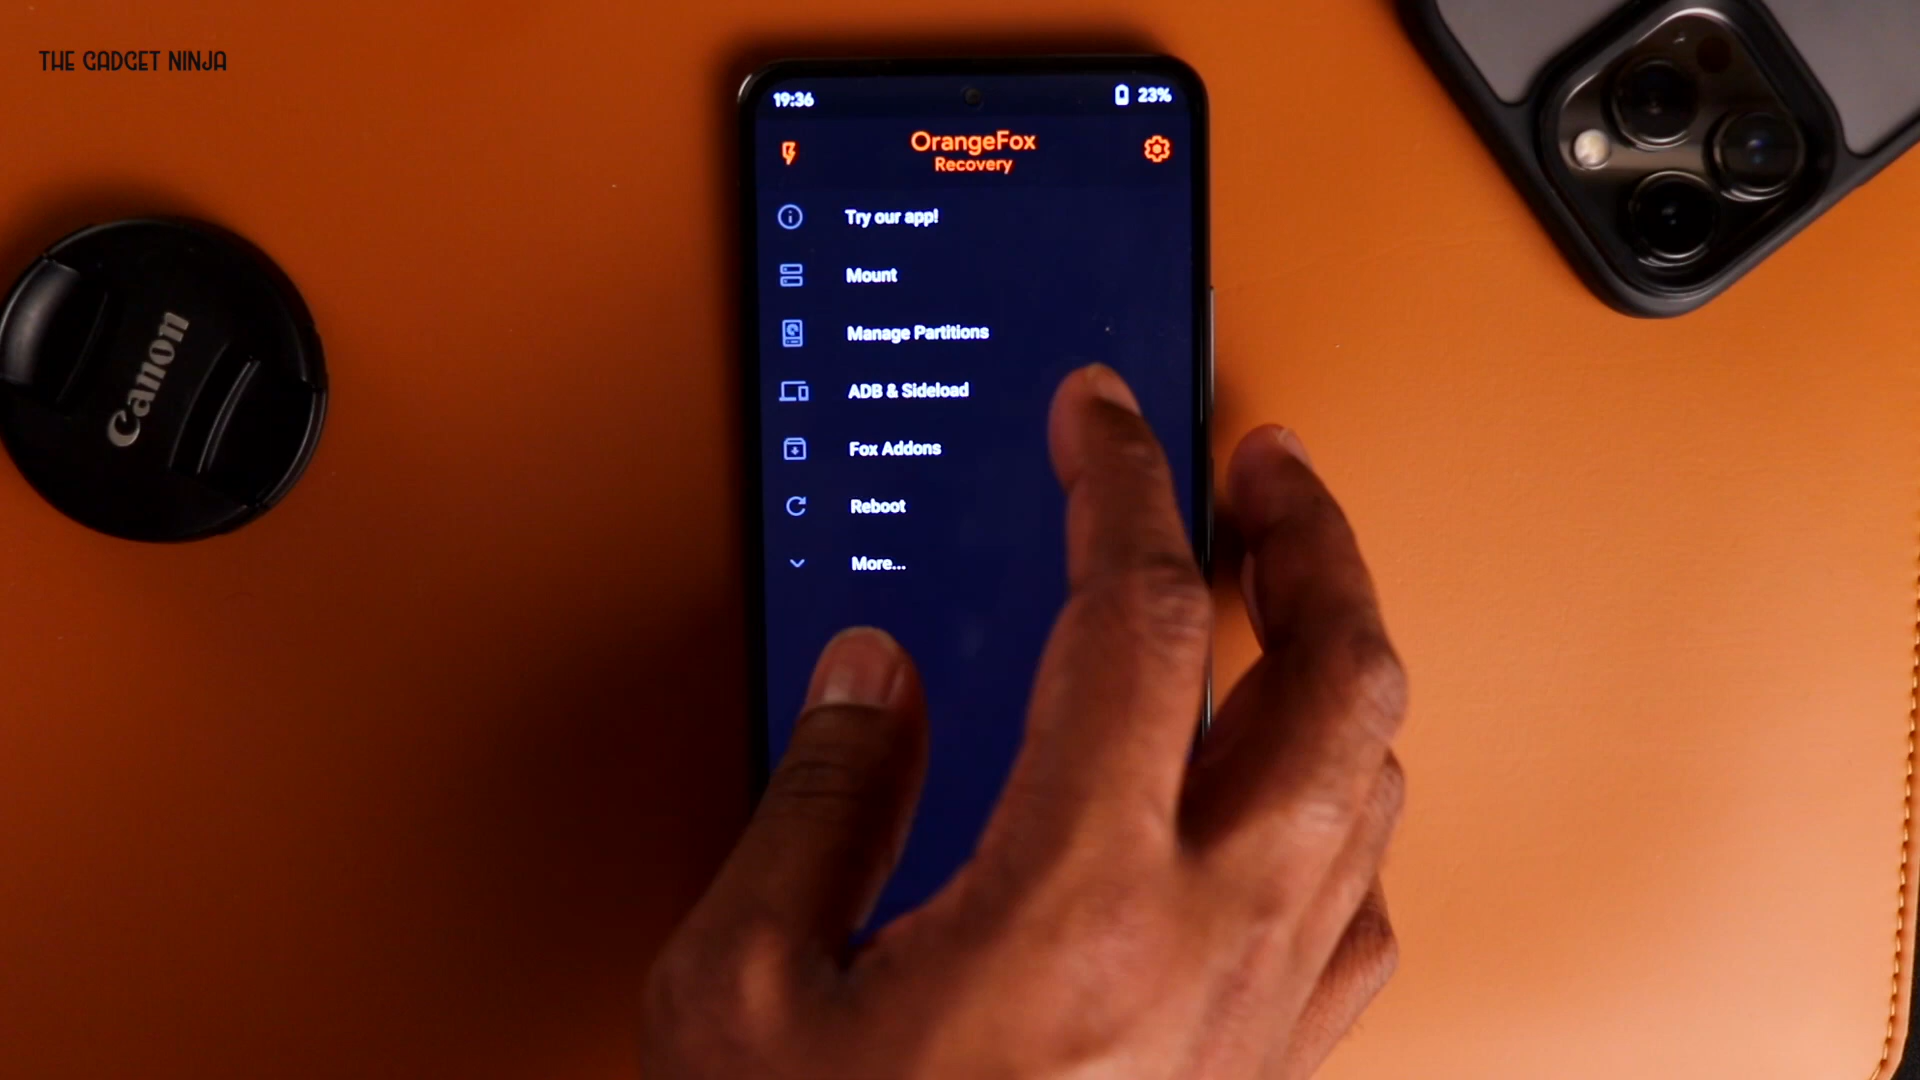 THE GADGET NINJA
19:36
23%
OrangeFox
Recovery
Try our app!
Mount
Manage Partitions
ADB & Sideload
Fox Addons
Reboot
More...
Canon